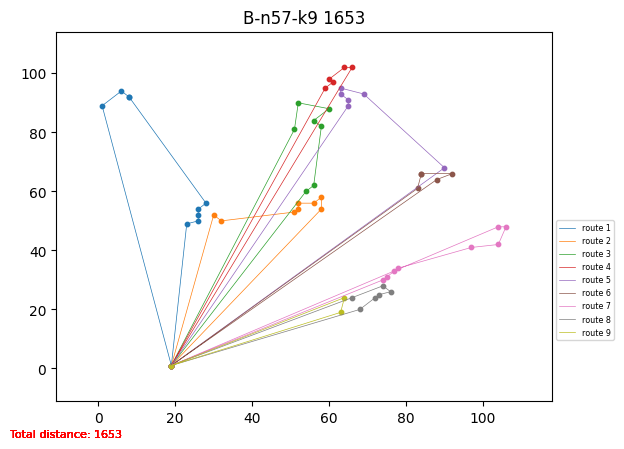 B-n57-k9 1653
100
80
60
40
20
0
0 20 40 60 80 100
route 1
route 2
route 3
route 4
route 5
route 6
route 7
route 8
route 9
Total distance: 1653